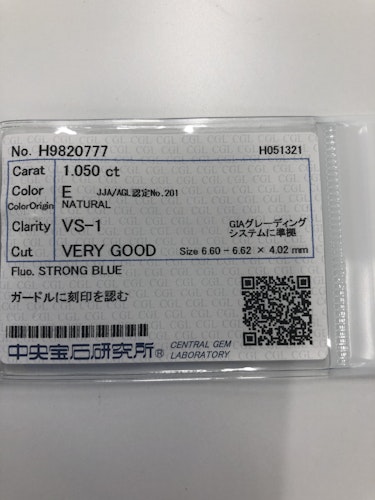 No. H9820777 H051321
Carat 1.050 ct
Color E JJA/AGL認定No.201
ColorOrigin NATURAL
Clarity VS-1 GIAグレーディングシステムに準拠
Cut VERY GOOD Size 6.60 - 6.62 × 4.02 mm
Fluo. STRONG BLUE
ガードルに刻印を認む
中央宝石研究所® CENTRAL GEM LABORATORY